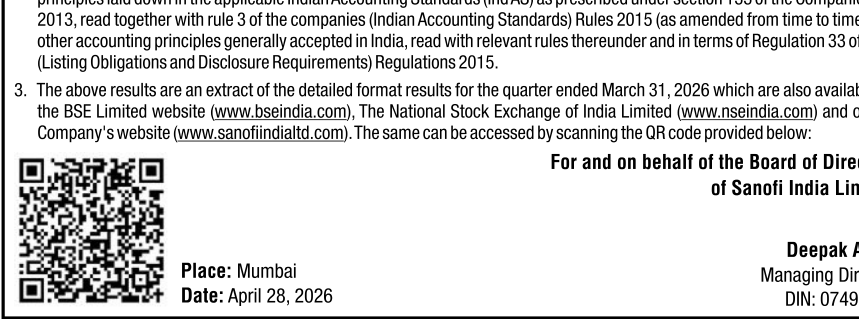 principles laid down in the applicable Indian Accounting Standards (Ind AS) as prescribed under section 133 of the Companie
2013, read together with rule 3 of the companies (Indian Accounting Standards) Rules 2015 (as amended from time to time
other accounting principles generally accepted in India, read with relevant rules thereunder and in terms of Regulation 33 of
(Listing Obligations and Disclosure Requirements) Regulations 2015.
3. The above results are an extract of the detailed format results for the quarter ended March 31, 2026 which are also availab
the BSE Limited website (www.bseindia.com), The National Stock Exchange of India Limited (www.nseindia.com) and o
Company's website (www.sanofiindialtd.com). The same can be accessed by scanning the QR code provided below:
For and on behalf of the Board of Dire
of Sanofi India Lim
Deepak A
Place: Mumbai
Managing Dir
Date: April 28, 2026
DIN: 0749